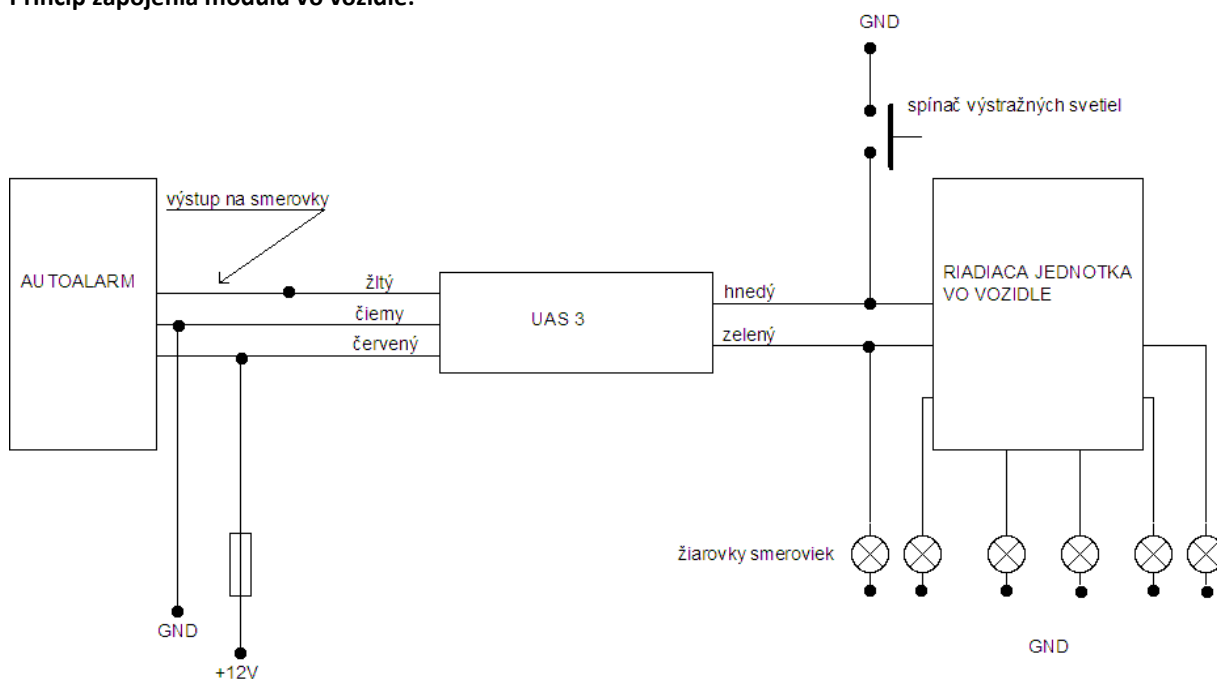 Princíp zapojenia modulu vo vozidle:
GND
spínač výstražných svetiel
výstup na smerovky
AUTOALARM
žltý
čierny
červený
UAS 3
hnedý
zelený
RIADIACA JEDNOTKA
VO VOZIDLE
žiarovky smeroviek
GND
+12V
GND